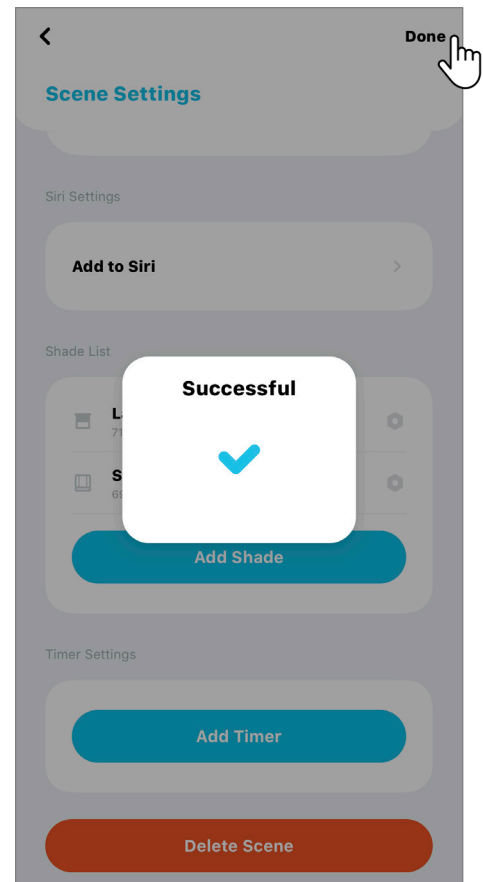 Done
Scene Settings
Siri Settings
Add to Siri
Shade List
Successful
Add Shade
Timer Settings
Add Timer
Delete Scene